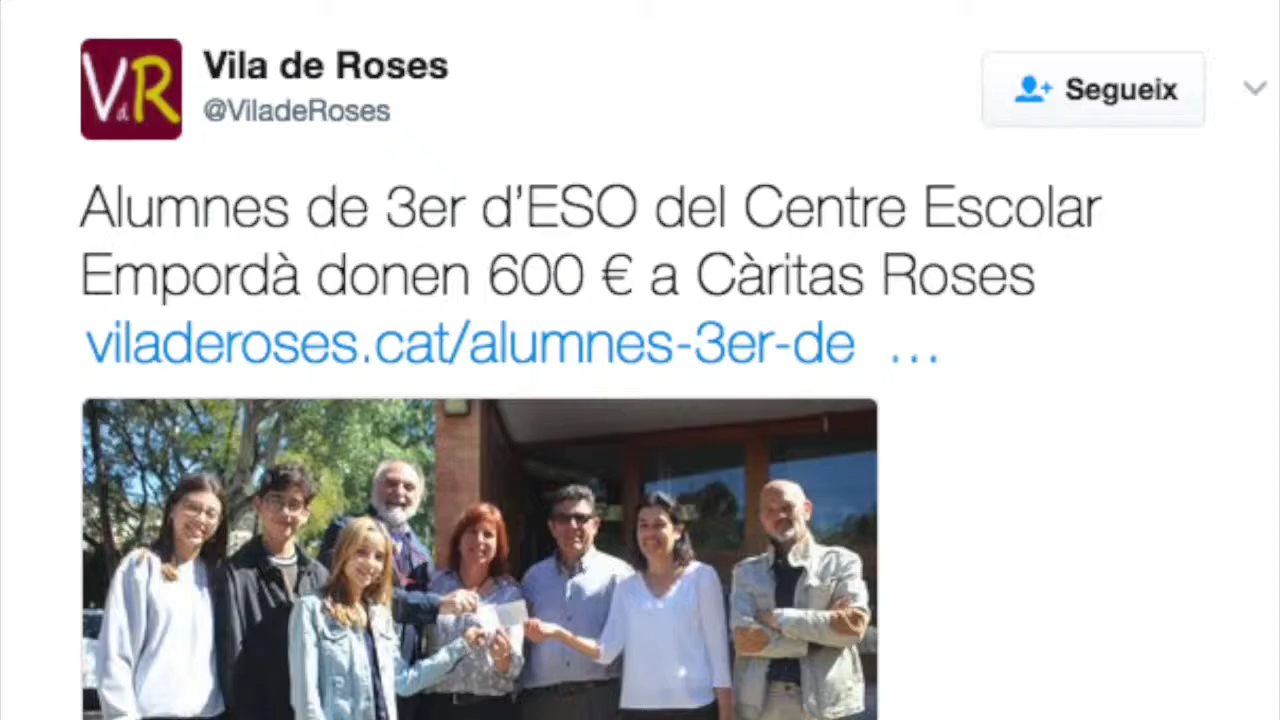 VdR
Vila de Roses
@ViladeRoses
Segueix
Alumnes de 3er d’ESO del Centre Escolar
Empordà donen 600 € a Càritas Roses
viladeroses.cat/alumnes-3er-de …